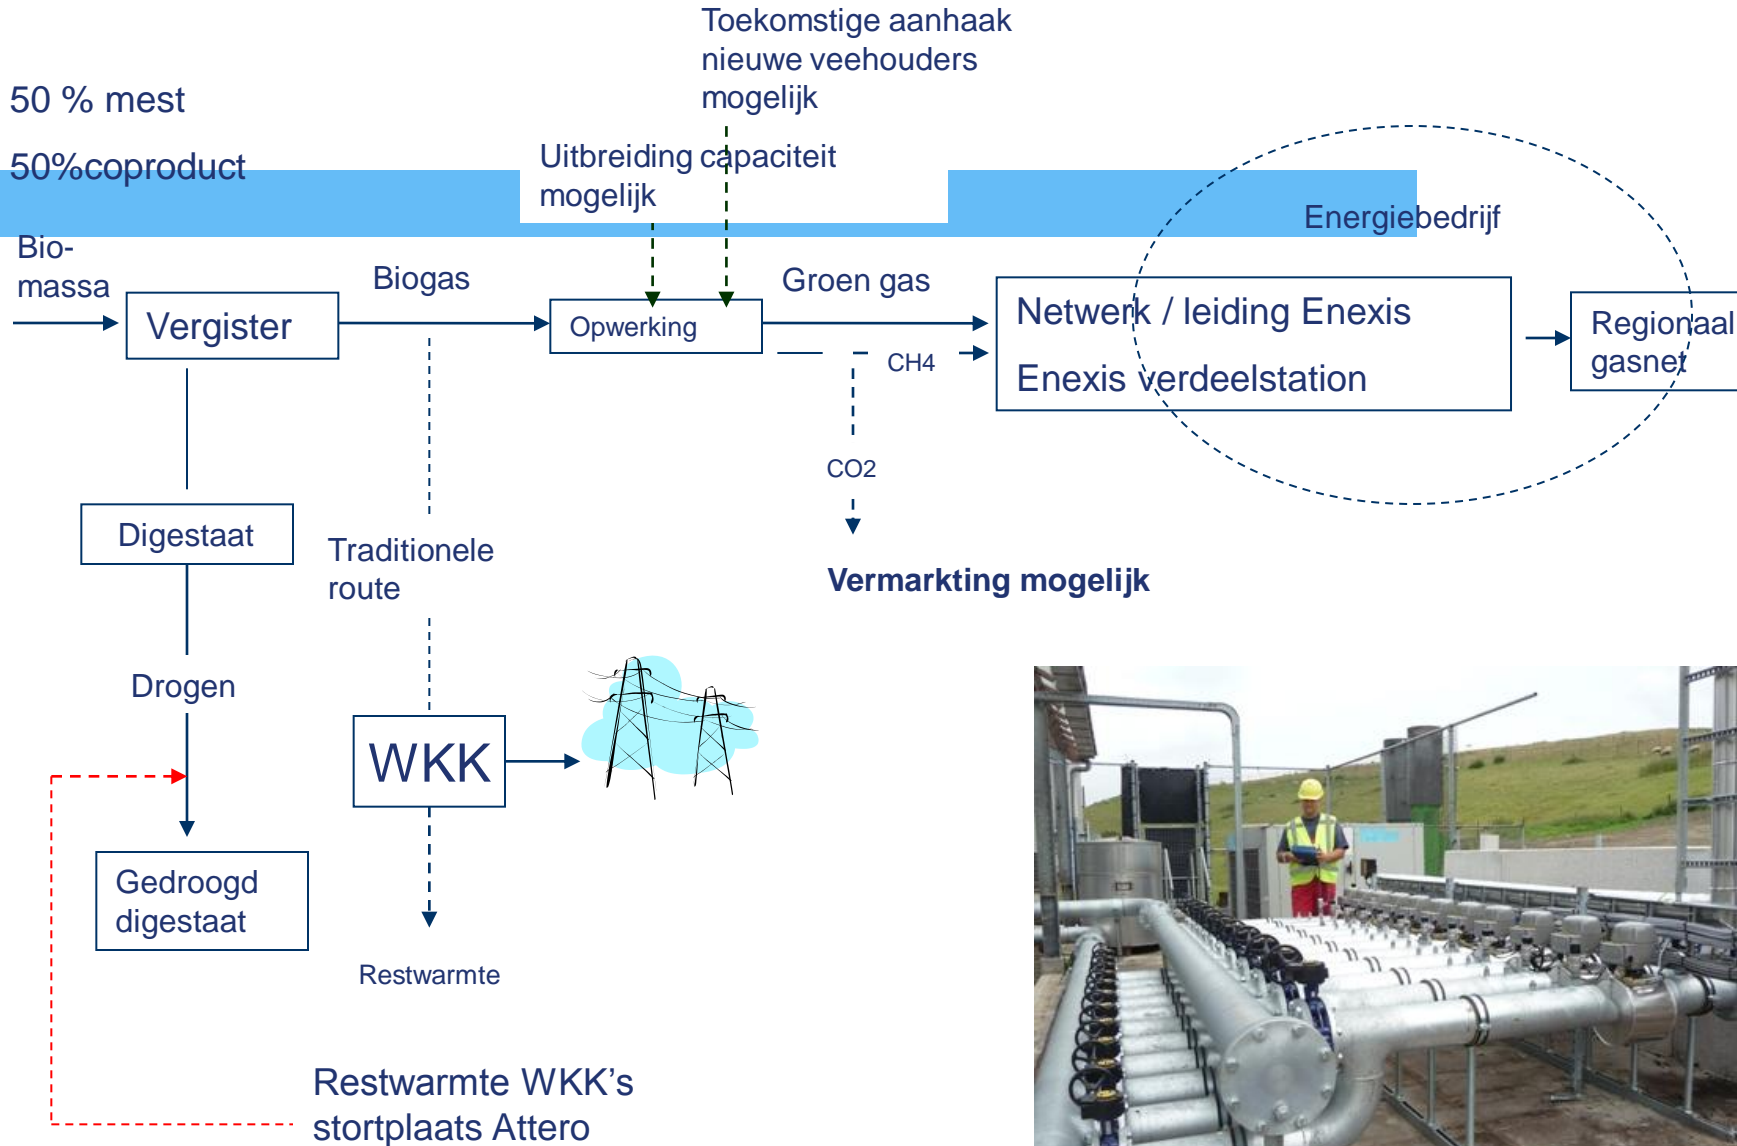 Toekomstige aanhaak
nieuwe veehouders
mogelijk
50 % mest
50%coproduct
Uitbreiding capaciteit
mogelijk
Energiebedrijf
Bio-
massa
Biogas
Groen gas
Vergister
Opwerking
CH4
Netwerk / leiding Enexis
Enexis verdeelstation
Regionaal
gasnet
CO2
Vermarkting mogelijk
Digestaat
Traditionele
route
Drogen
WKK
Gedroogd
digestaat
Restwarmte
Restwarmte WKK's
stortplaats Attero